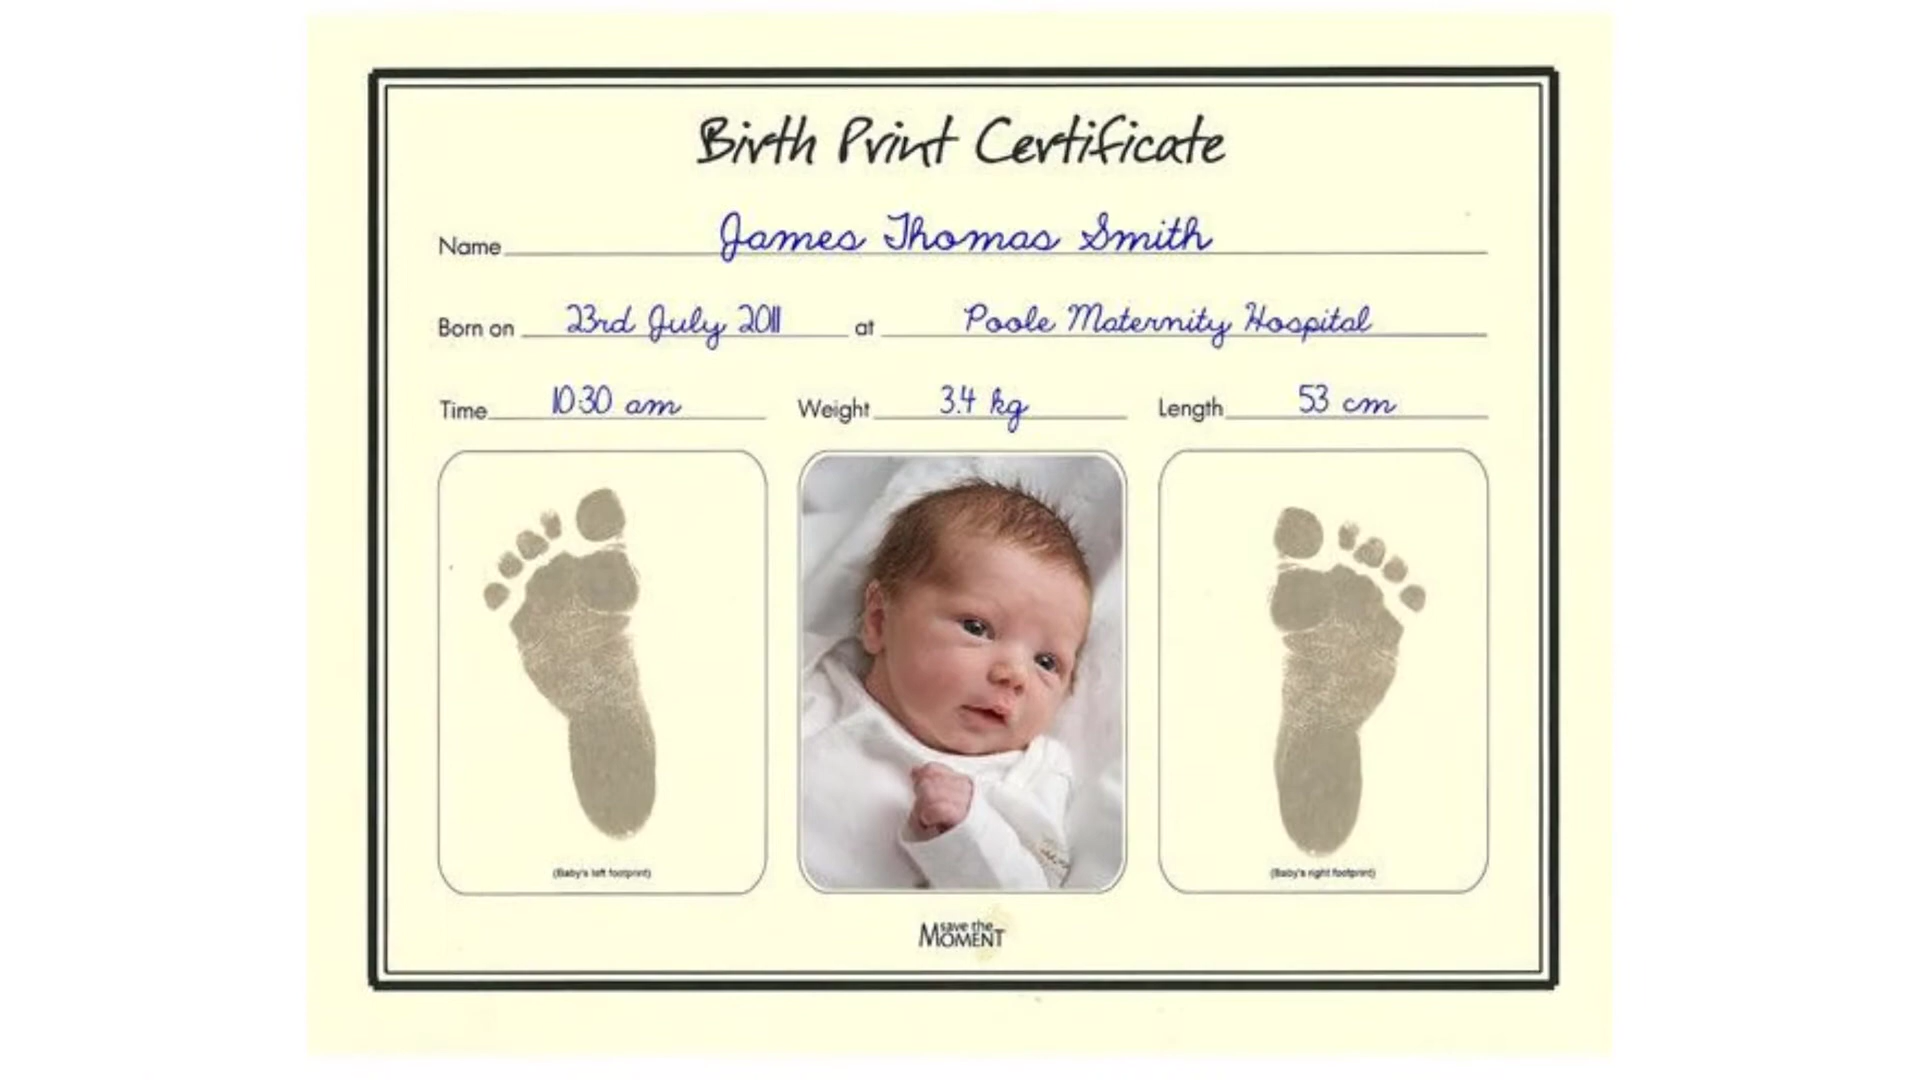 Birth Print Certificate
Name James Thomas Smith
Born on 23rd July 2011 at Poole Maternity Hospital
Time 10:30 am Weight 3.4 kg Length 53 cm
(Baby's left footprint) (Baby's right footprint)
save the
MOMENT